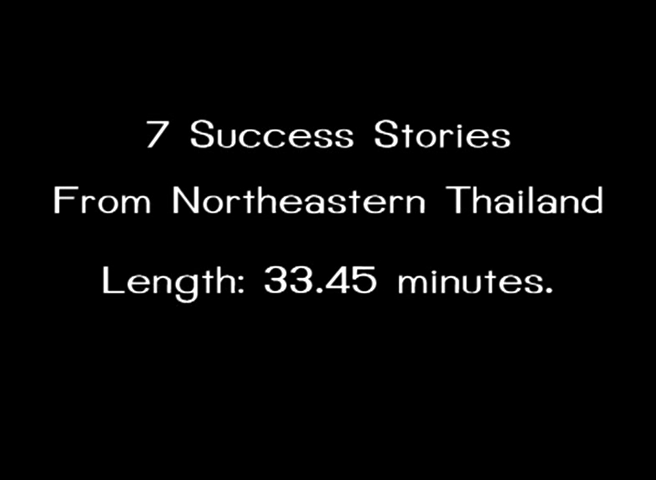 7 Success Stories
From Northeastern Thailand
Length: 33.45 minutes.